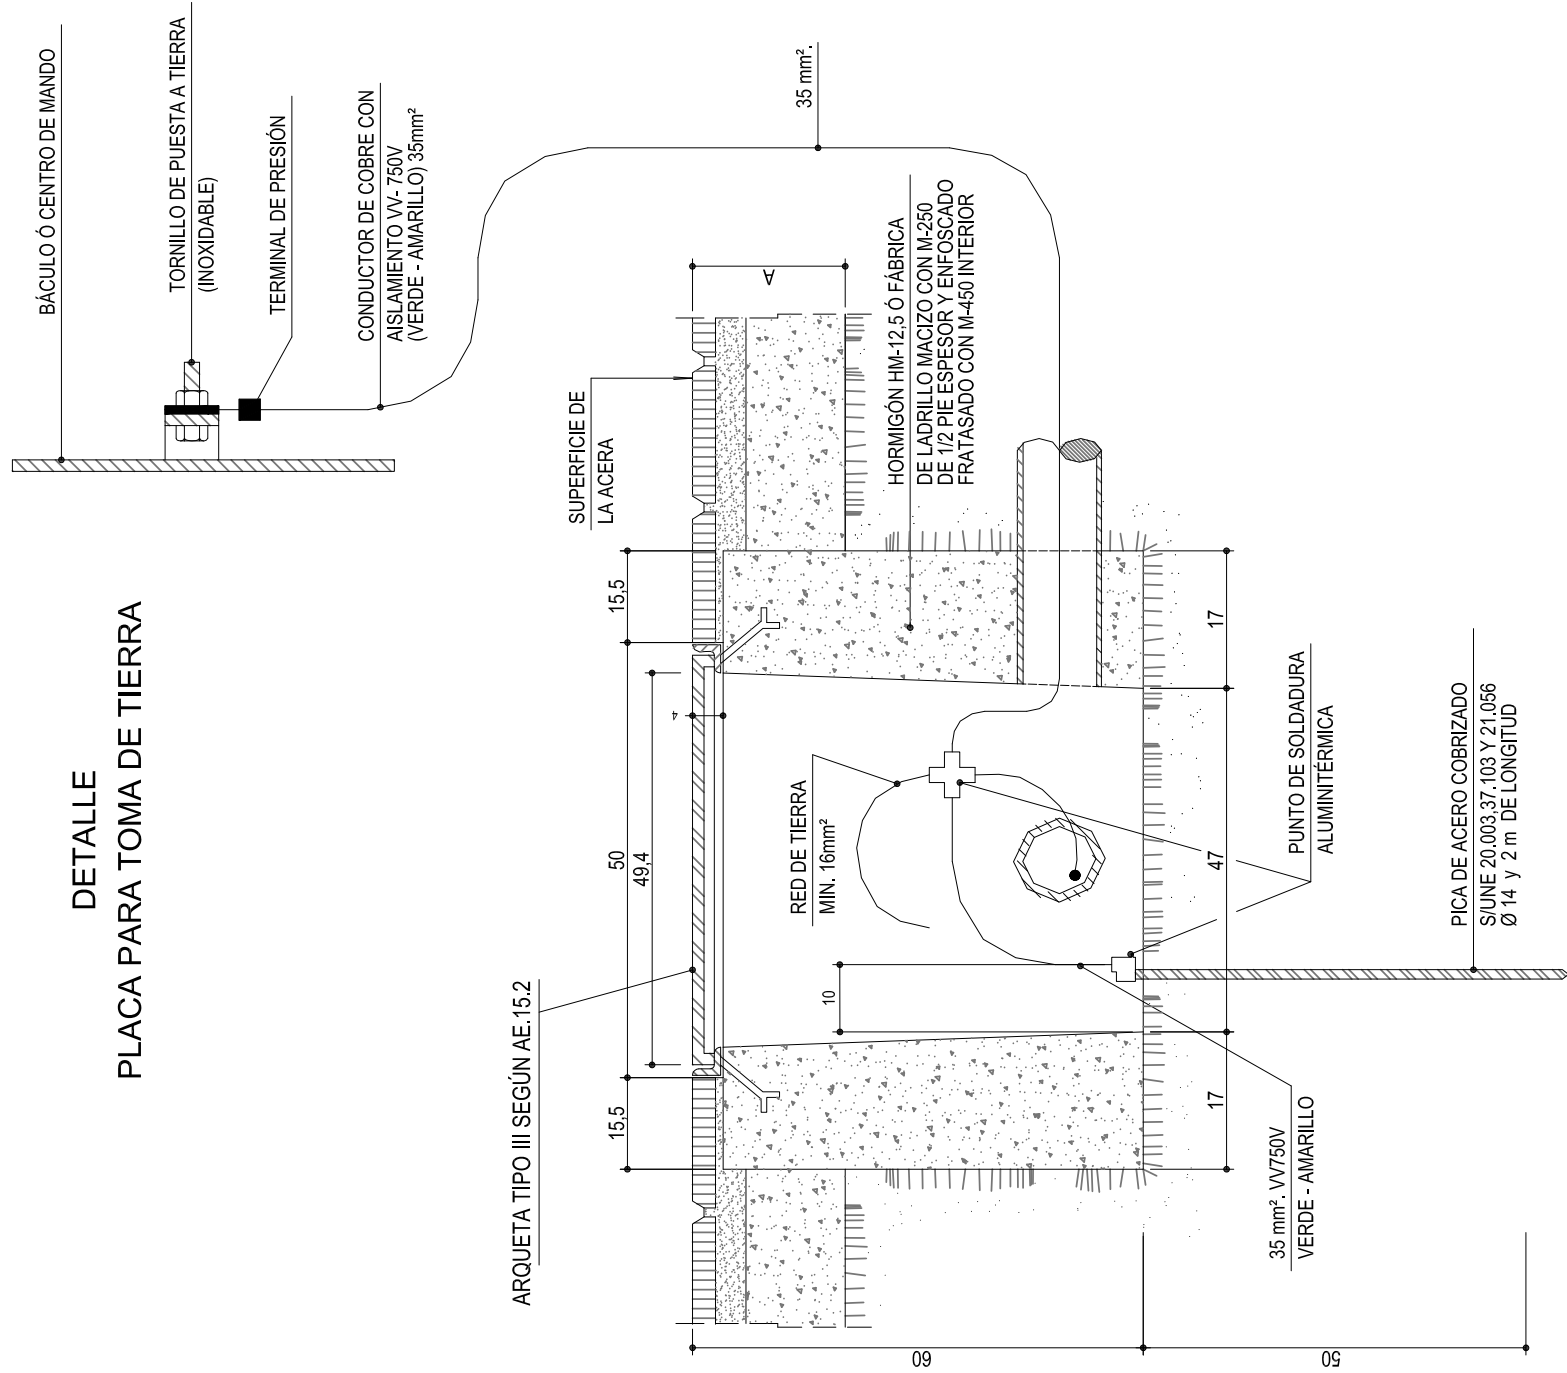 DETALLE
PLACA PARA TOMA DE TIERRA
BÁCULO Ó CENTRO DE MANDO
TORNILLO DE PUESTA A TIERRA
(INOXIDABLE)
TERMINAL DE PRESIÓN
CONDUCTOR DE COBRE CON
AISLAMIENTO VV- 750V
(VERDE - AMARILLO) 35mm²
35 mm².
SUPERFICIE DE
LA ACERA
A
HORMIGÓN HM-12,5 Ó FÁBRICA
DE LADRILLO MACIZO CON M-250
DE 1/2 PIE ESPESOR Y ENFOSCADO
FRATASADO CON M-450 INTERIOR
ARQUETA TIPO III SEGÚN AE.15.2
15,5
50
49,4
15,5
4
RED DE TIERRA
MIN. 16mm²
10
17
47
17
PUNTO DE SOLDADURA
ALUMINITÉRMICA
35 mm². VV750V
VERDE - AMARILLO
PICA DE ACERO COBRIZADO
S/UNE 20.003,37.103 Y 21.056
Ø 14 y 2 m DE LONGITUD
60
50